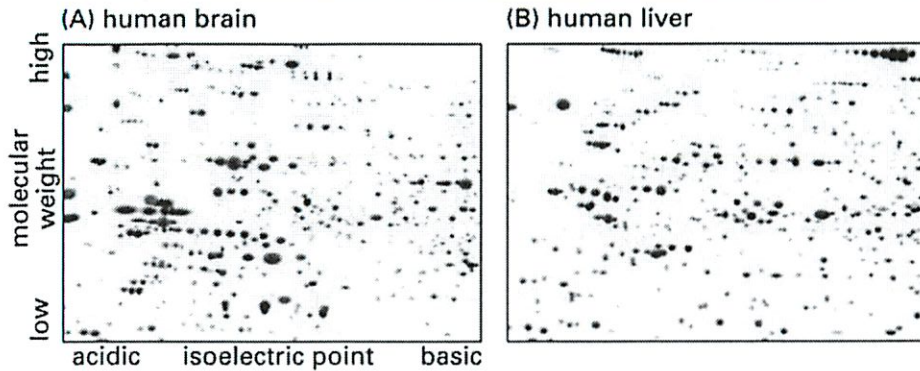 (A) human brain
(B) human liver
high
molecular
weight
low
acidic isoelectric point basic